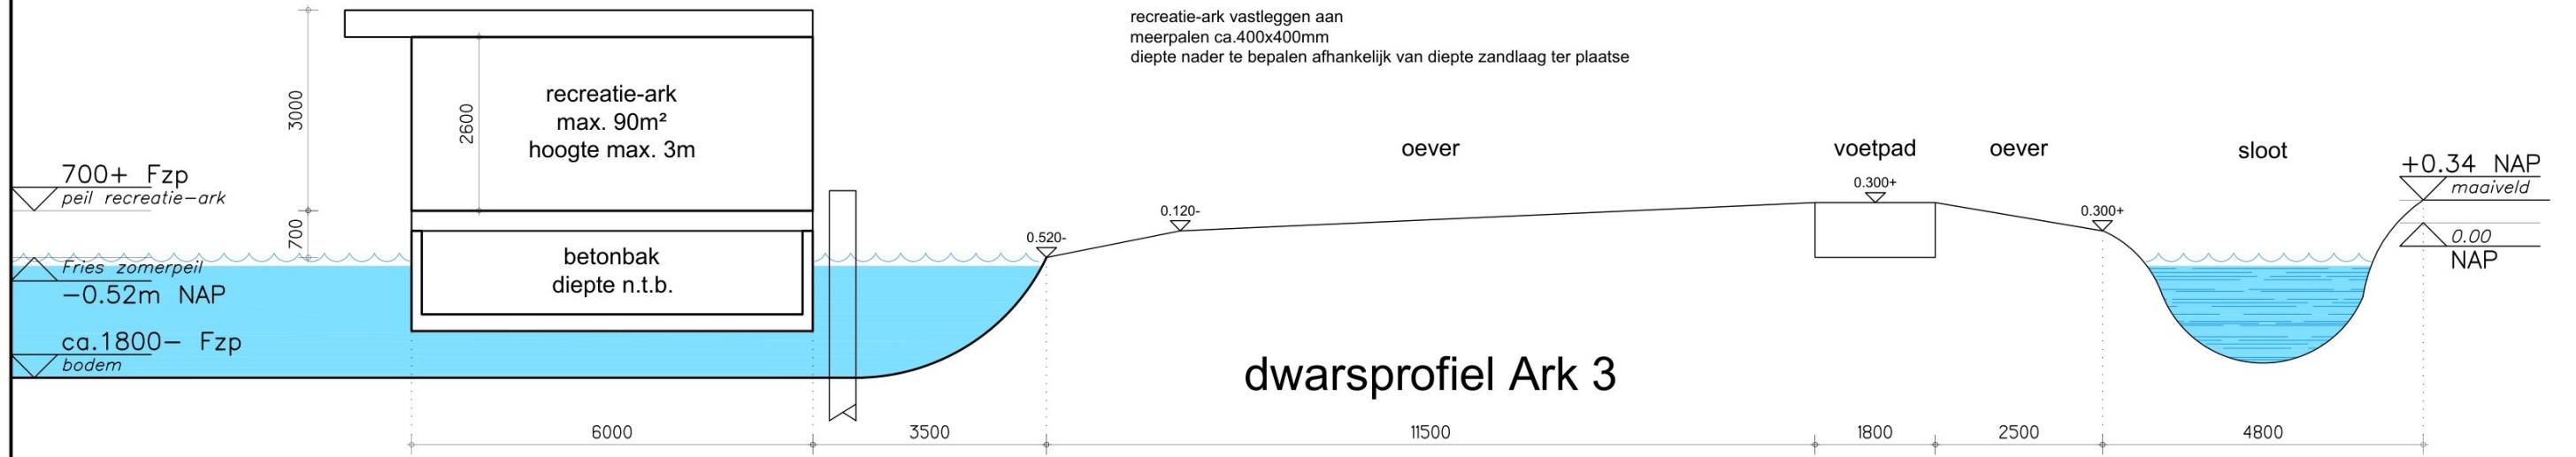 recreatie-ark vastleggen aan
meerpalen ca.400x400mm
diepte nader te bepalen afhankelijk van diepte zandlaag ter plaatse
3000
2600
recreatie-ark
max. 90m²
hoogte max. 3m
oever
voetpad
oever
sloot
700+ Fzp
peil recreatie-ark
700
0.520-
0.120-
0.300+
0.300+
+0.34 NAP
maaiveld
0.00
NAP
Fries zomerpeil
-0.52m NAP
betonbak
diepte n.t.b.
ca.1800- Fzp
bodem
dwarsprofiel Ark 3
6000
3500
11500
1800
2500
4800